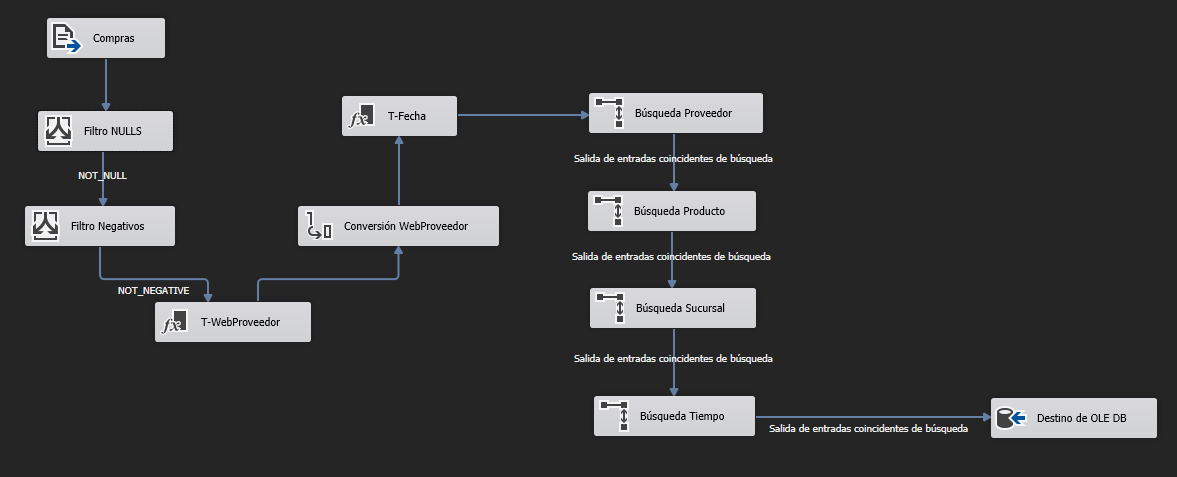 Compras
Filtro NULLS
NOT_NULL
Filtro Negativos
NOT_NEGATIVE
T-WebProveedor
Conversión WebProveedor
fx T-Fecha
Búsqueda Proveedor
Salida de entradas coincidentes de búsqueda
Búsqueda Producto
Salida de entradas coincidentes de búsqueda
Búsqueda Sucursal
Salida de entradas coincidentes de búsqueda
Búsqueda Tiempo
Salida de entradas coincidentes de búsqueda
Destino de OLE DB